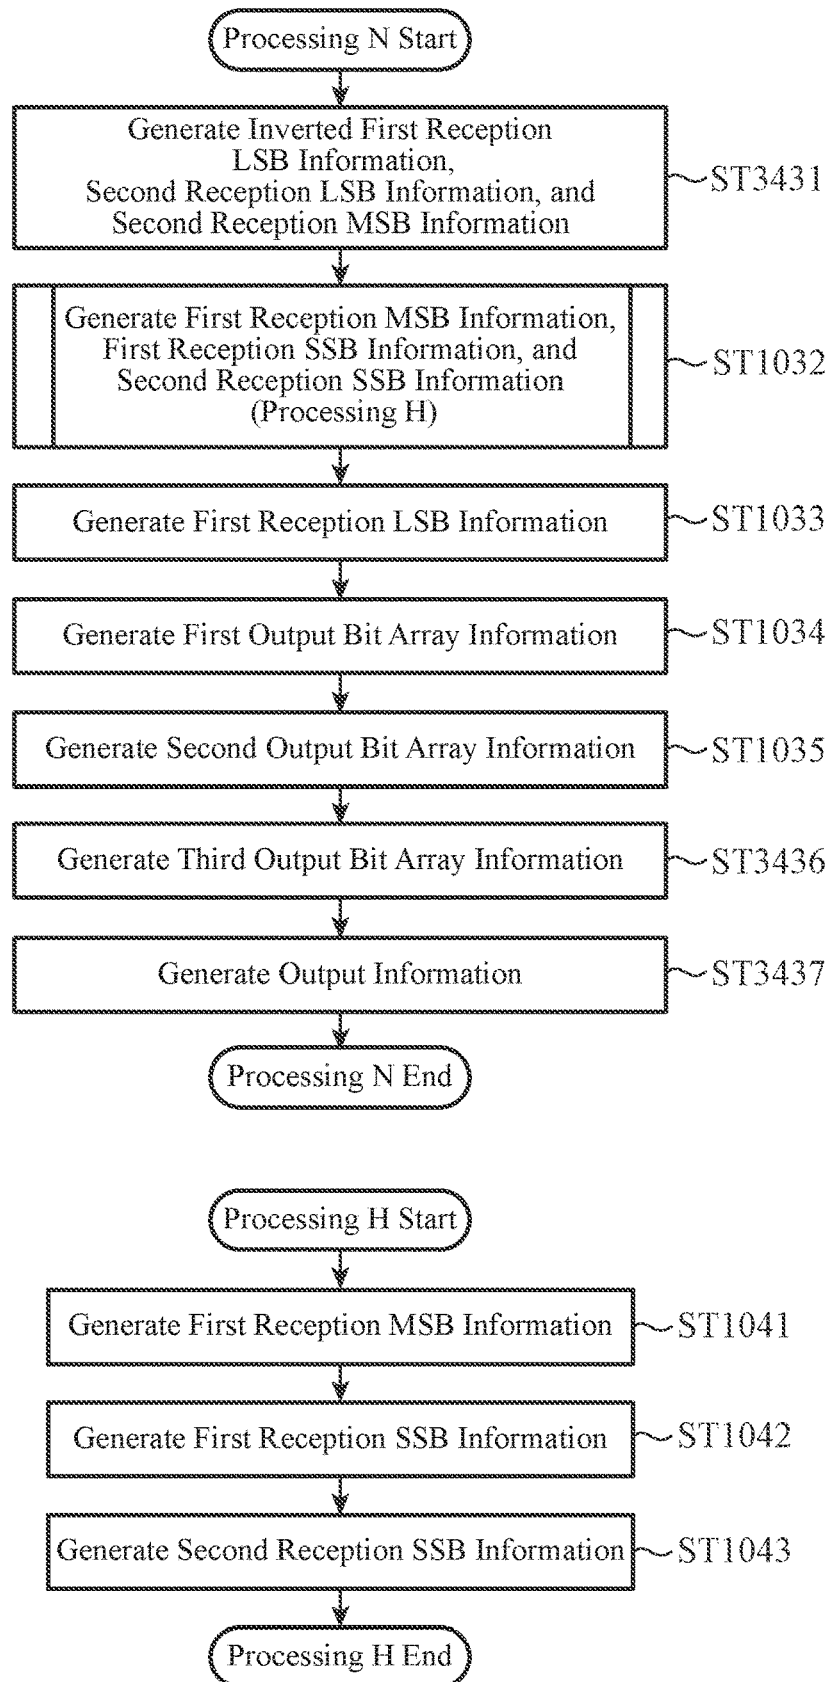 Processing N Start
Generate Inverted First Reception
LSB Information,
Second Reception LSB Information, and
Second Reception MSB Information
ST3431
Generate First Reception MSB Information,
First Reception SSB Information, and
Second Reception SSB Information
(Processing H)
ST1032
Generate First Reception LSB Information
ST1033
Generate First Output Bit Array Information
ST1034
Generate Second Output Bit Array Information
ST1035
Generate Third Output Bit Array Information
ST3436
Generate Output Information
ST3437
Processing N End
Processing H Start
Generate First Reception MSB Information
ST1041
Generate First Reception SSB Information
ST1042
Generate Second Reception SSB Information
ST1043
Processing H End